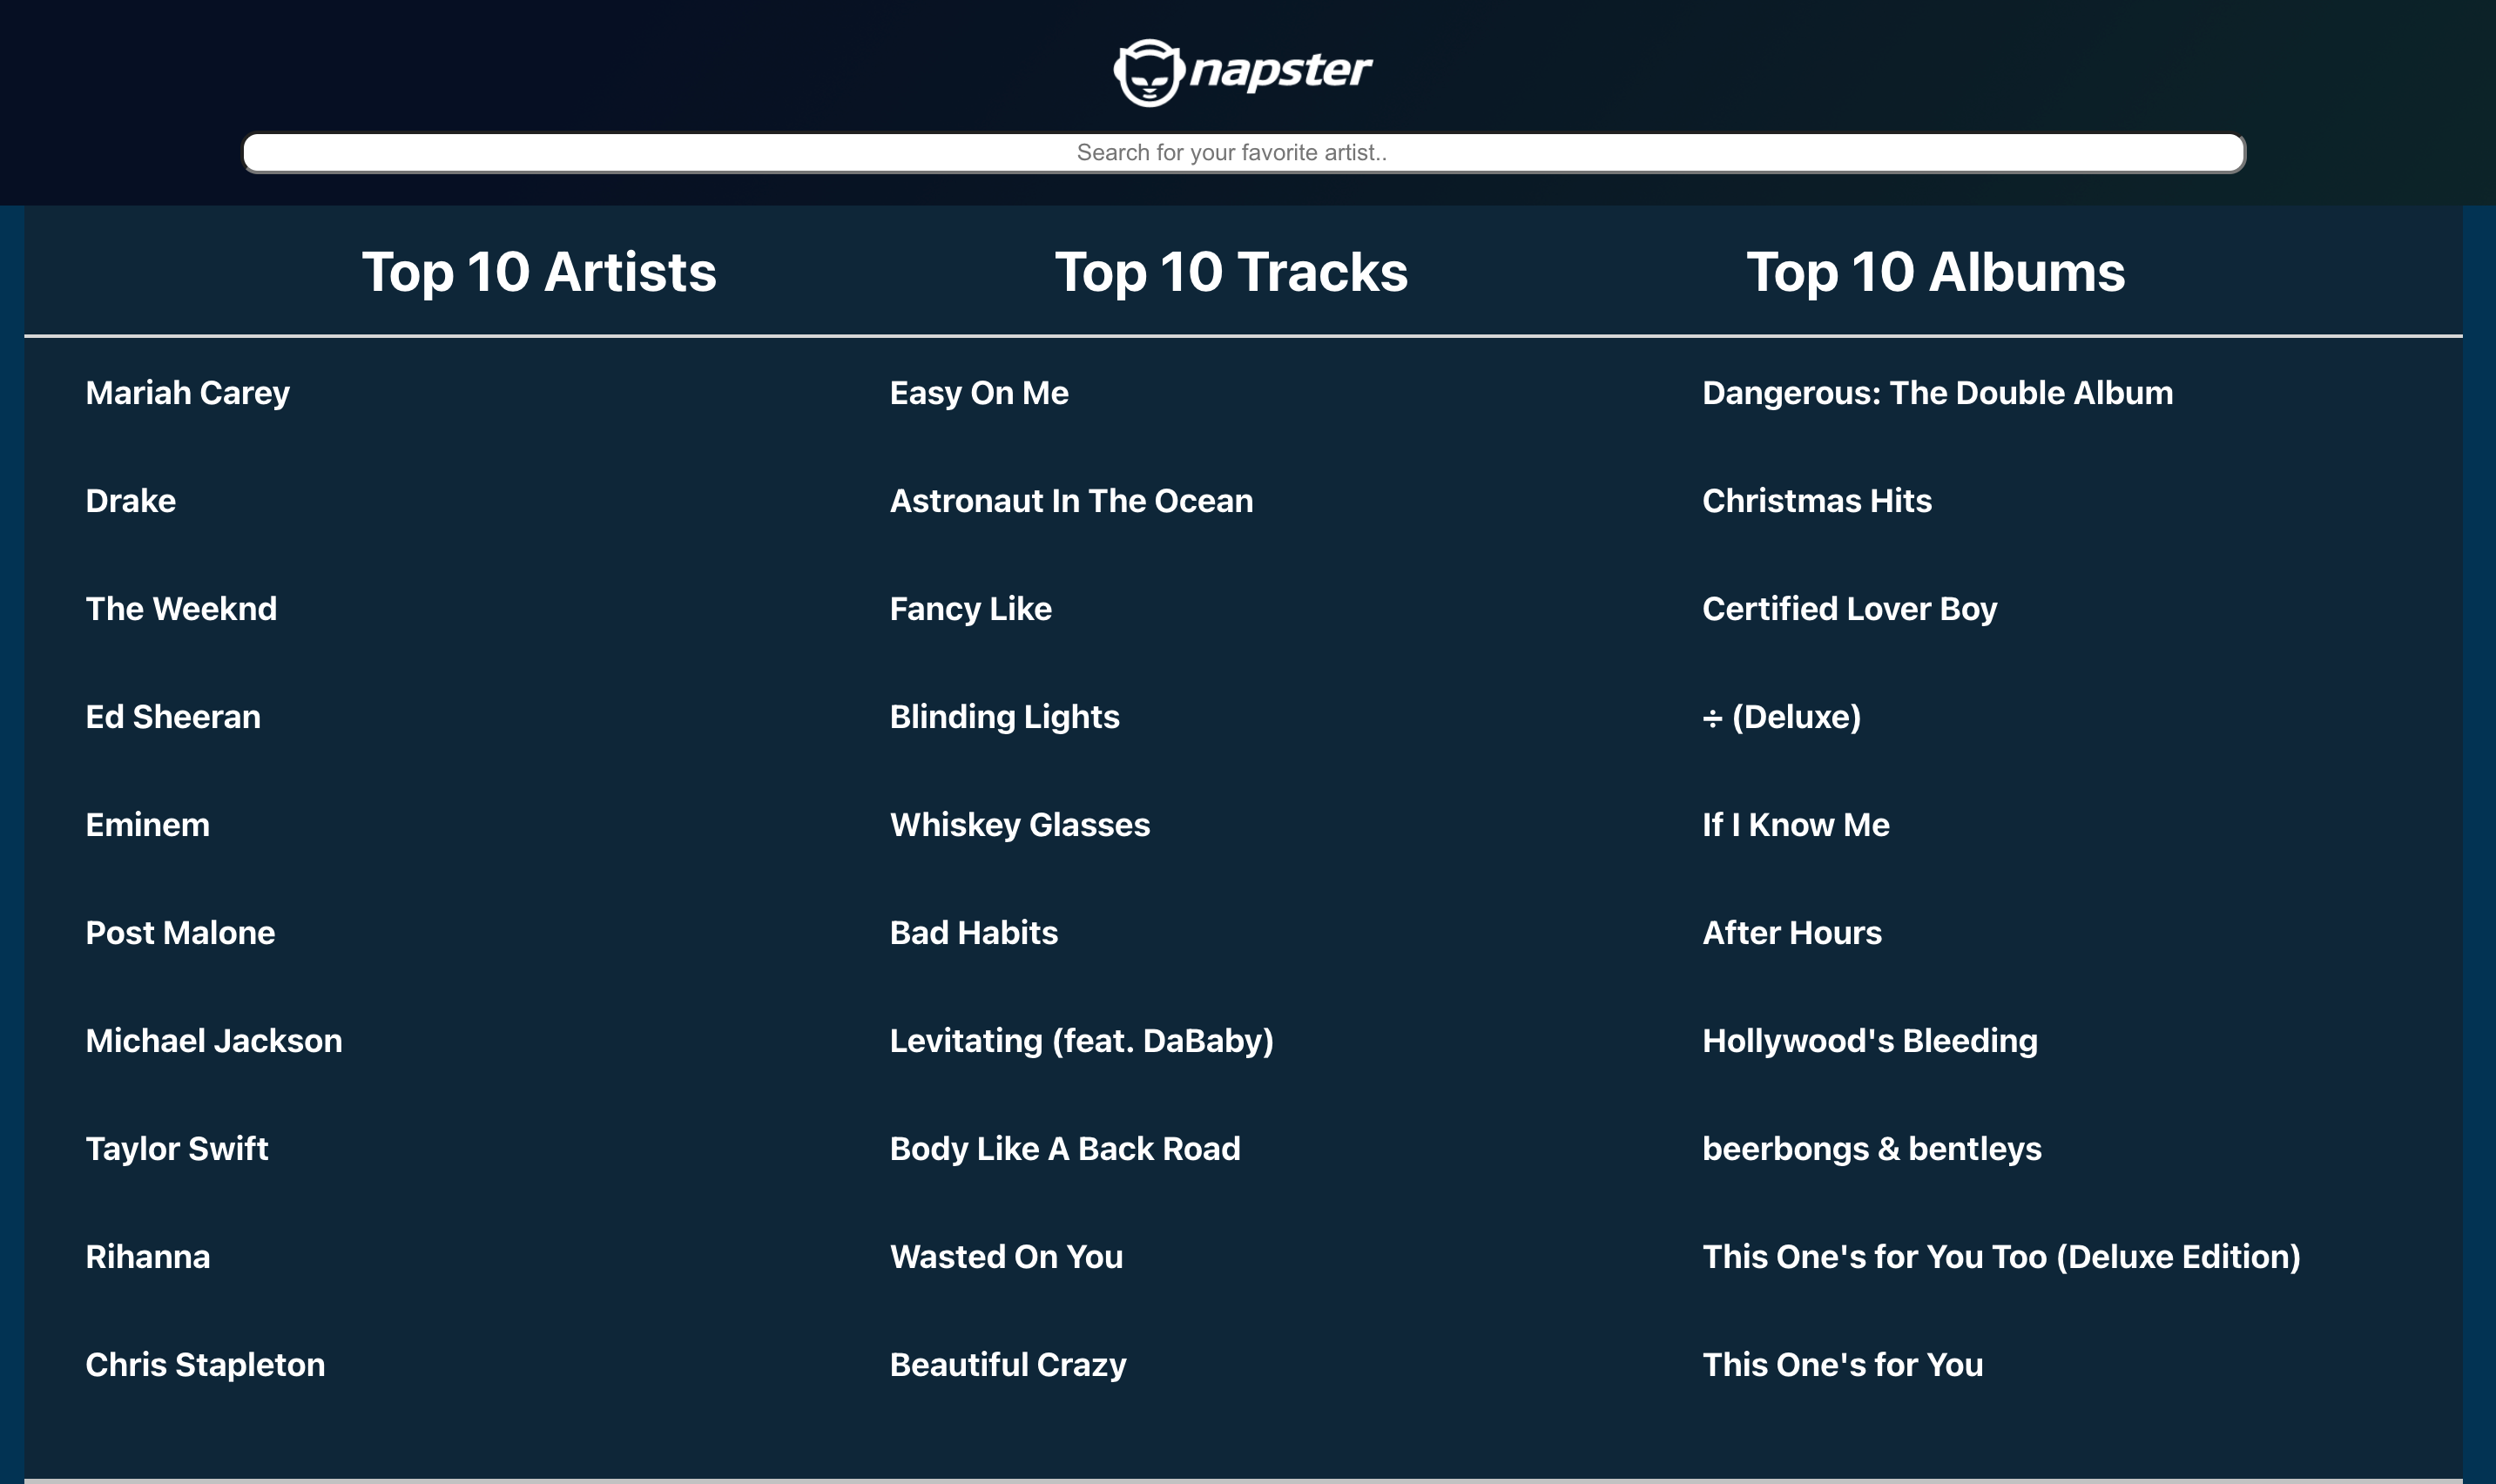 napster
Search for your favorite artist..
Top 10 Artists
Top 10 Tracks
Top 10 Albums
Mariah Carey
Easy On Me
Dangerous: The Double Album
Drake
Astronaut In The Ocean
Christmas Hits
The Weeknd
Fancy Like
Certified Lover Boy
Ed Sheeran
Blinding Lights
÷ (Deluxe)
Eminem
Whiskey Glasses
If I Know Me
Post Malone
Bad Habits
After Hours
Michael Jackson
Levitating (feat. DaBaby)
Hollywood's Bleeding
Taylor Swift
Body Like A Back Road
beerbongs & bentleys
Rihanna
Wasted On You
This One's for You Too (Deluxe Edition)
Chris Stapleton
Beautiful Crazy
This One's for You